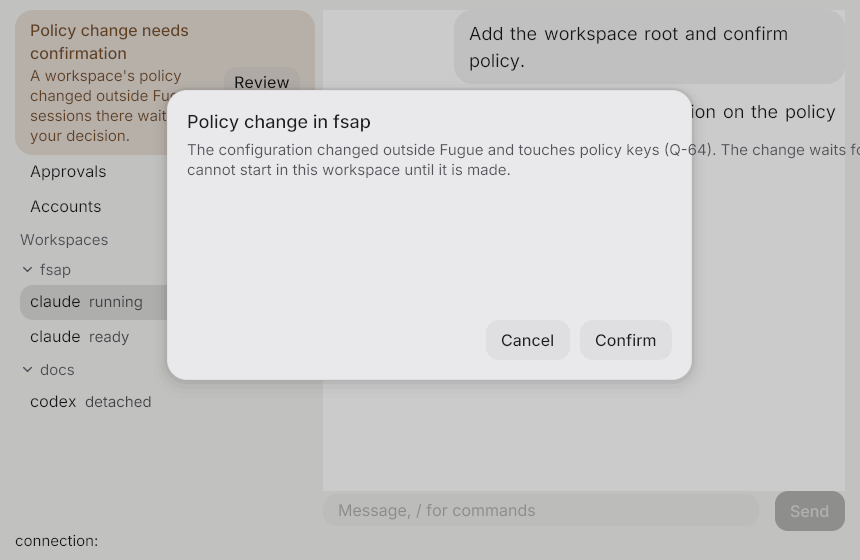 Policy change needs
confirmation
A workspace's policy
changed outside Fug
sessions there wait
your decision.
Review
Add the workspace root and confirm
policy.
ion on the policy
Policy change in fsap
The configuration changed outside Fugue and touches policy keys (Q-64). The change waits fo
cannot start in this workspace until it is made.
Cancel
Confirm
Approvals
Accounts
Workspaces
fsap
claude running
claude ready
docs
codex detached
Message, / for commands
Send
connection: